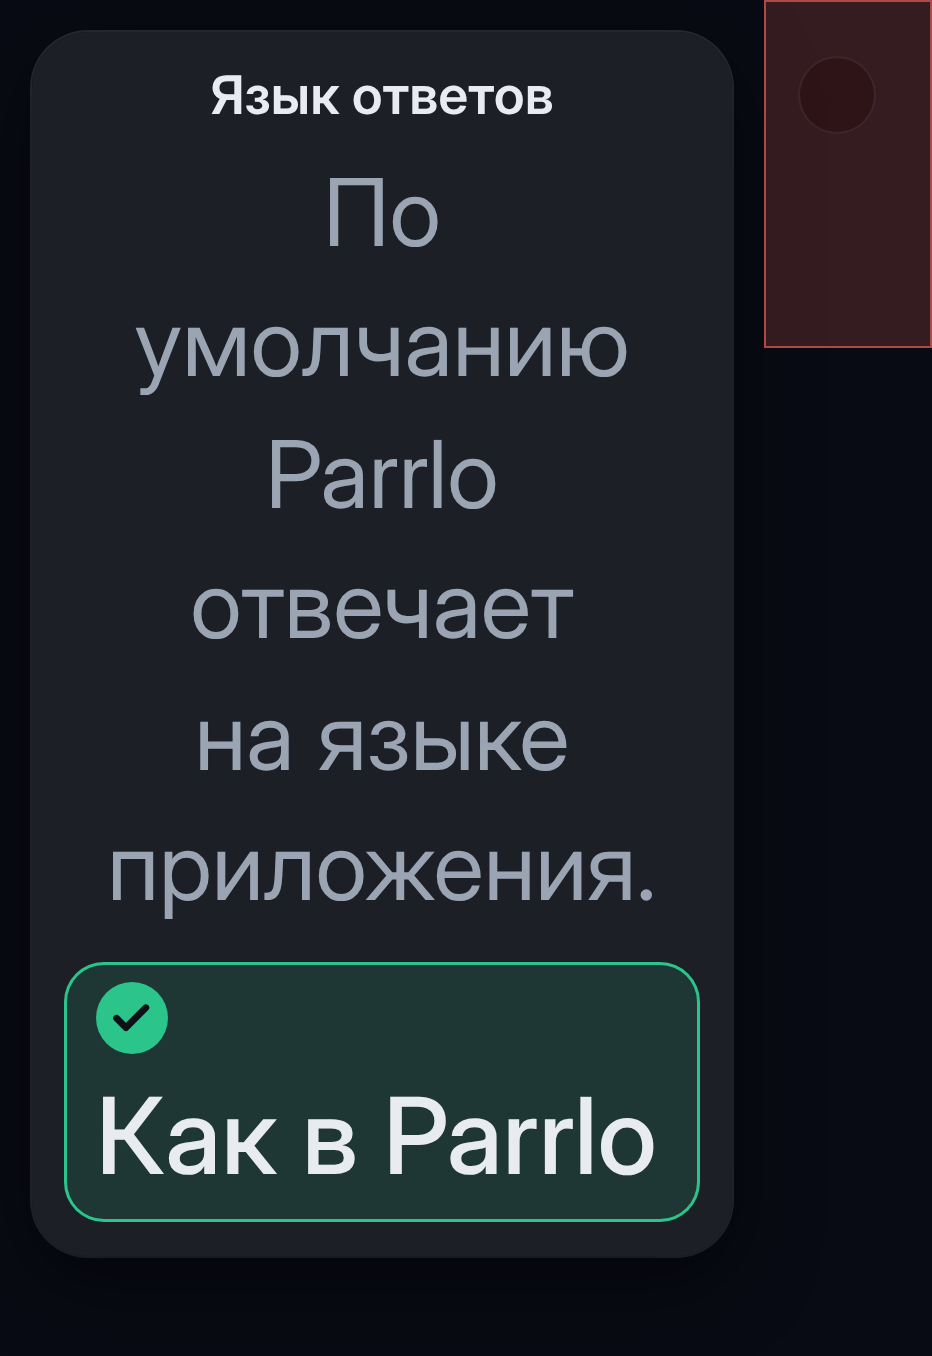 Язык ответов
По
умолчанию
Parrlo
отвечает
на языке
приложения.
Как в Parrlo